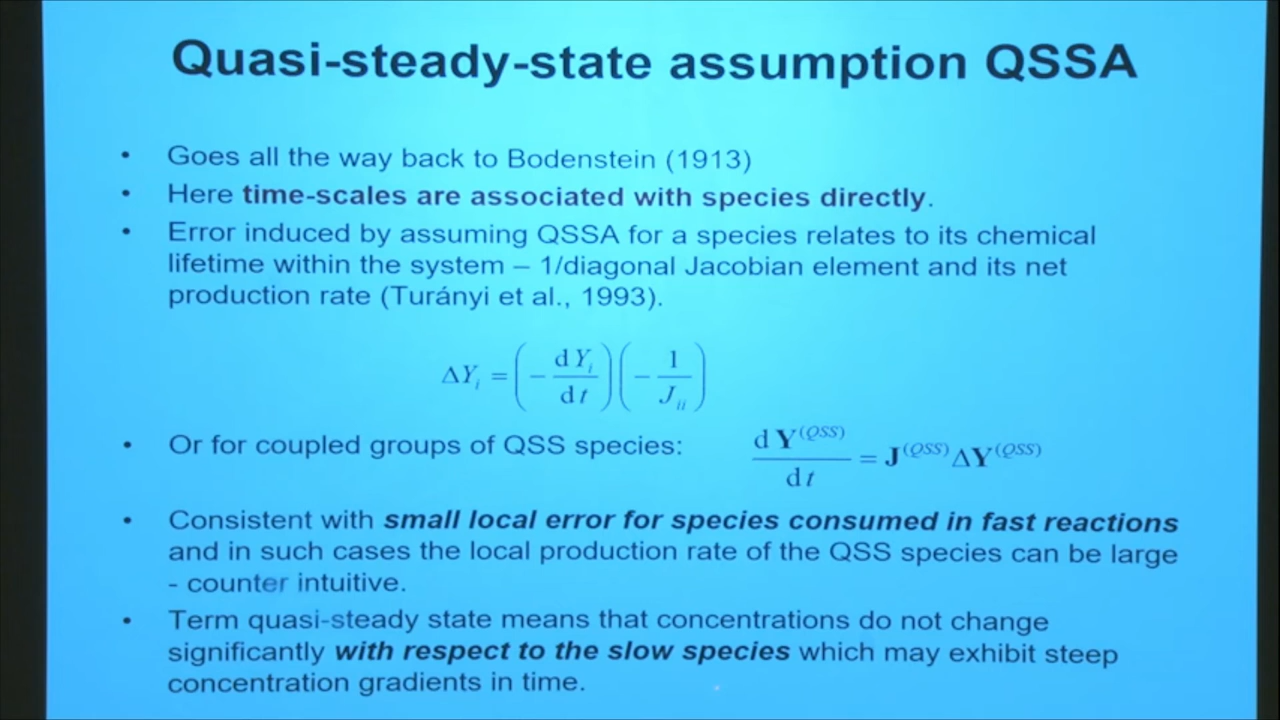 Quasi-steady-state assumption QSSA
• Goes all the way back to Bodenstein (1913)
• Here time-scales are associated with species directly.
• Error induced by assuming QSSA for a species relates to its chemical
lifetime within the system – 1/diagonal Jacobian element and its net
production rate (Turányi et al., 1993).
ΔY_i = (− dY_i / dt)(− 1 / J_ii)
• Or for coupled groups of QSS species: dY^(QSS) / dt = J^(QSS) ΔY^(QSS)
• Consistent with small local error for species consumed in fast reactions
and in such cases the local production rate of the QSS species can be large
- counter intuitive.
• Term quasi-steady state means that concentrations do not change
significantly with respect to the slow species which may exhibit steep
concentration gradients in time.